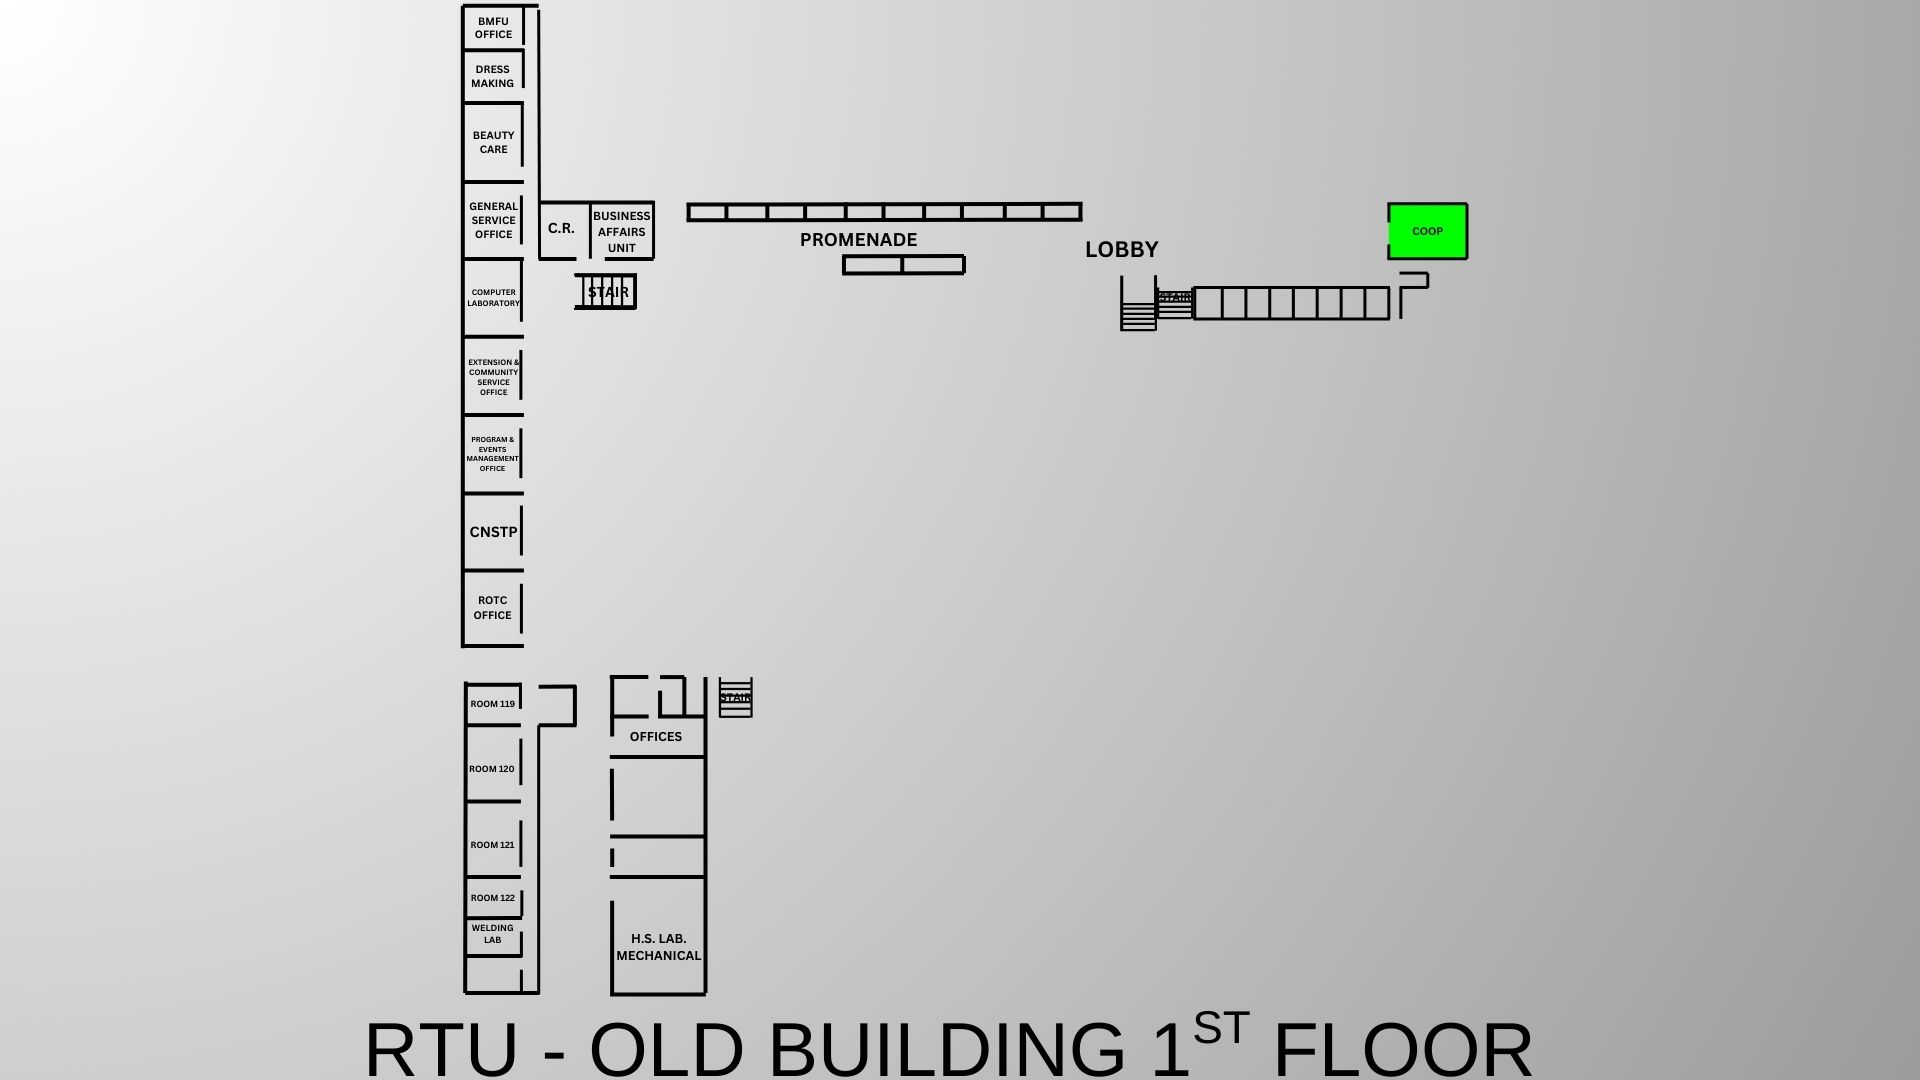 BMFU
OFFICE
DRESS
MAKING
BEAUTY
CARE
GENERAL
SERVICE
OFFICE
C.R.
BUSINESS
AFFAIRS
UNIT
PROMENADE
LOBBY
COOP
COMPUTER
LABORATORY
STAIR
STAIR
EXTENSION &
COMMUNITY
SERVICE
OFFICE
PROGRAM &
EVENTS
MANAGEMENT
OFFICE
CNSTP
ROTC
OFFICE
ROOM 119
STAIR
OFFICES
ROOM 120
ROOM 121
ROOM 122
WELDING
LAB
H.S. LAB.
MECHANICAL
RTU - OLD BUILDING 1ST FLOOR